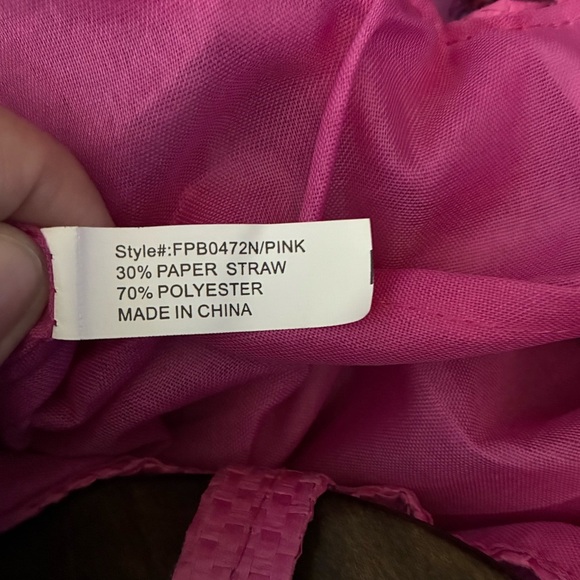 Style#:FPB0472N/PINK
30% PAPER STRAW
70% POLYESTER
MADE IN CHINA